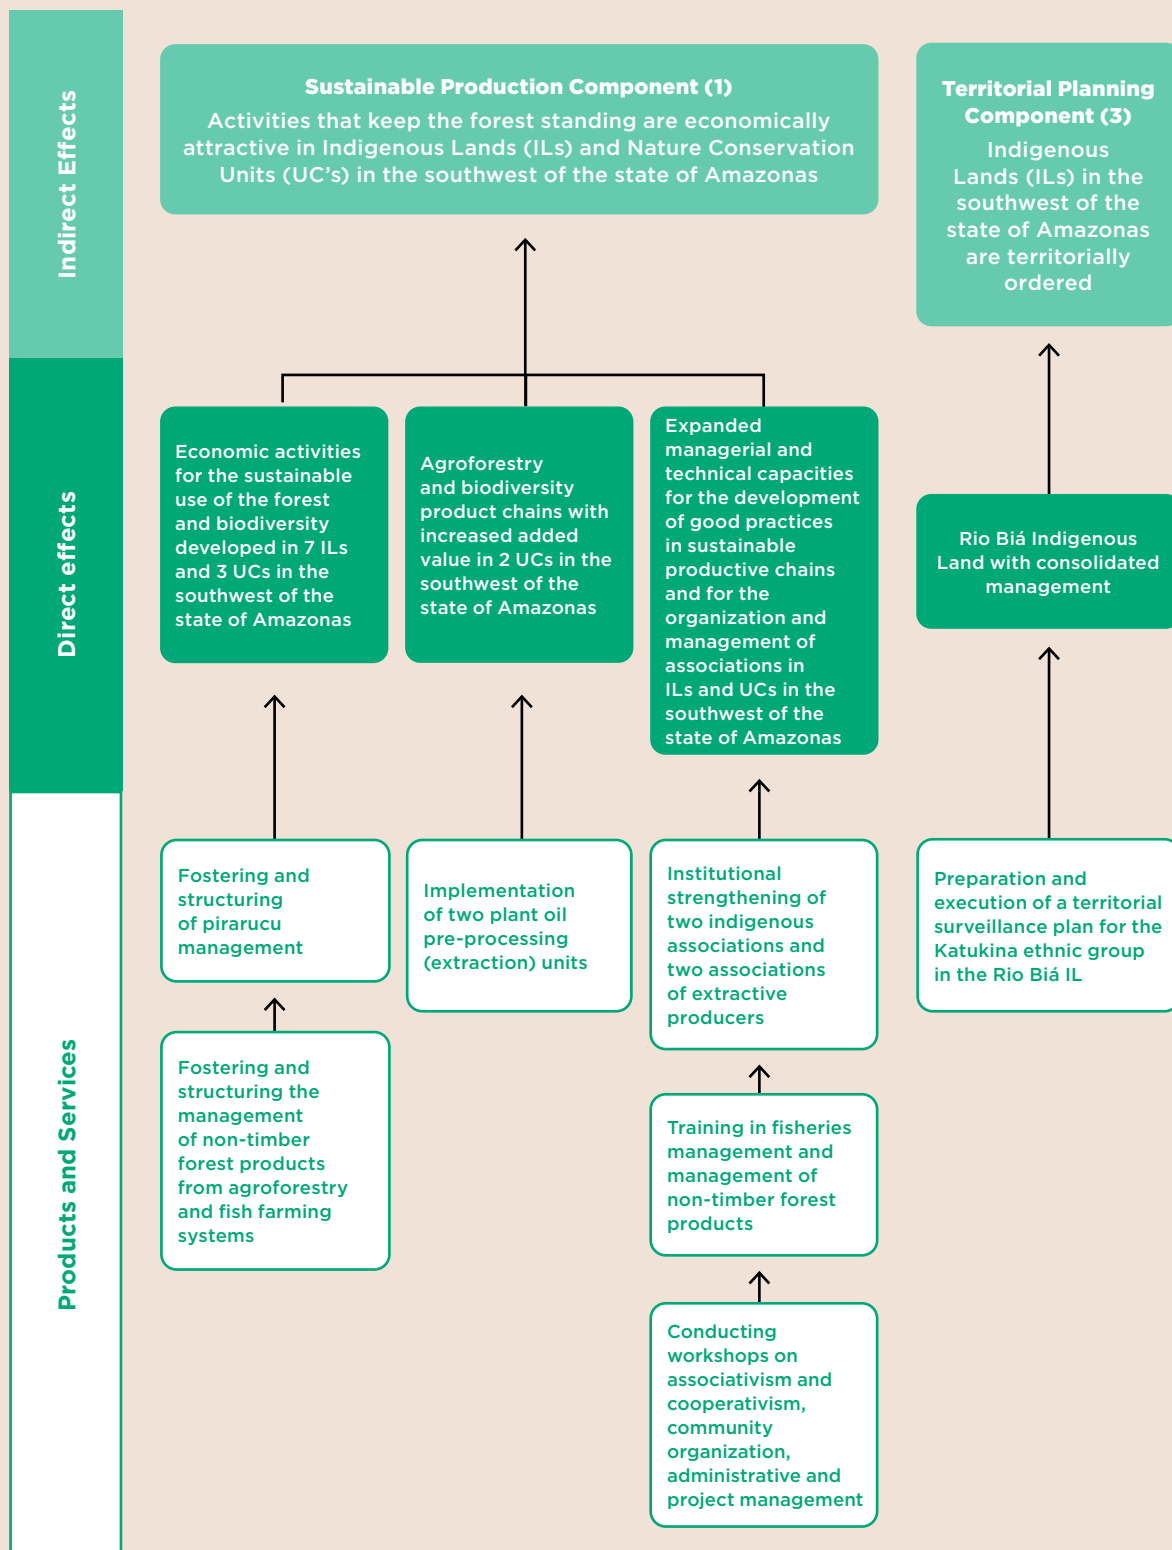 Indirect Effects
Sustainable Production Component (1)
Activities that keep the forest standing are economically
attractive in Indigenous Lands (ILs) and Nature Conservation
Units (UC's) in the southwest of the state of Amazonas
Territorial Planning
Component (3)
Indigenous
Lands (ILs) in the
southwest of the
state of Amazonas
are territorially
ordered
Direct effects
Economic activities
for the sustainable
use of the forest
and biodiversity
developed in 7 ILs
and 3 UCs in the
southwest of the
state of Amazonas
Agroforestry
and biodiversity
product chains with
increased added
value in 2 UCs in the
southwest of the
state of Amazonas
Expanded
managerial and
technical capacities
for the development
of good practices
in sustainable
productive chains
and for the
organization and
management of
associations in
ILs and UCs in the
southwest of the
state of Amazonas
Rio Biá Indigenous
Land with consolidated
management
Products and Services
Fostering and
structuring
of pirarucu
management
Fostering and
structuring the
management
of non-timber
forest products
from agroforestry
and fish farming
systems
Implementation
of two plant oil
pre-processing
(extraction) units
Institutional
strengthening of
two indigenous
associations and
two associations
of extractive
producers
Training in fisheries
management and
management of
non-timber forest
products
Conducting
workshops on
associativism and
cooperativism,
community
organization,
administrative and
project management
Preparation and
execution of a territorial
surveillance plan for the
Katukina ethnic group
in the Rio Biá IL